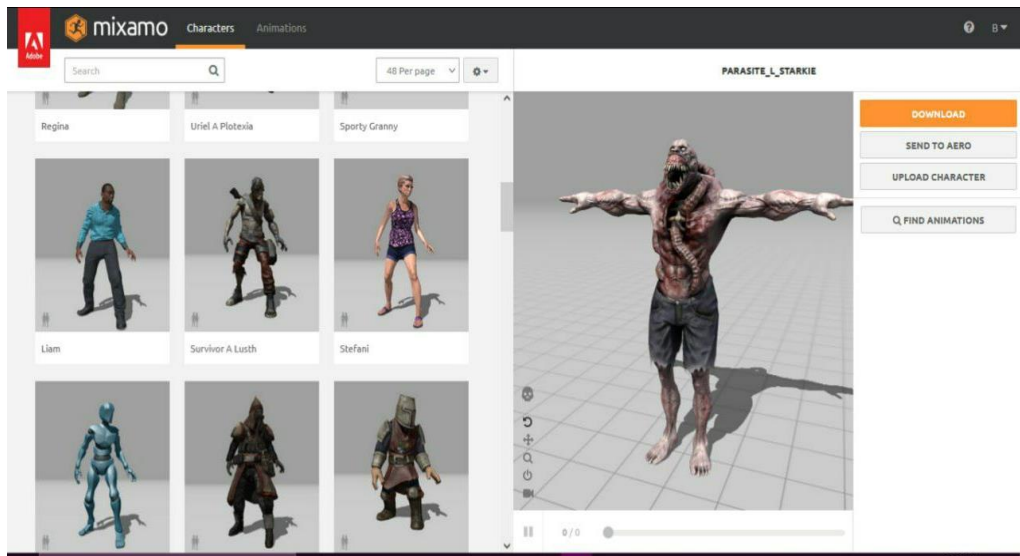 Adobe
mixamo
Characters
Animations
B
Search
48 Per page
PARASITE_L_STARKIE
Regina
Uriel A Plotexia
Sporty Granny
DOWNLOAD
SEND TO AERO
UPLOAD CHARACTER
FIND ANIMATIONS
Liam
Survivor A Lusth
Stefani
0 / 0